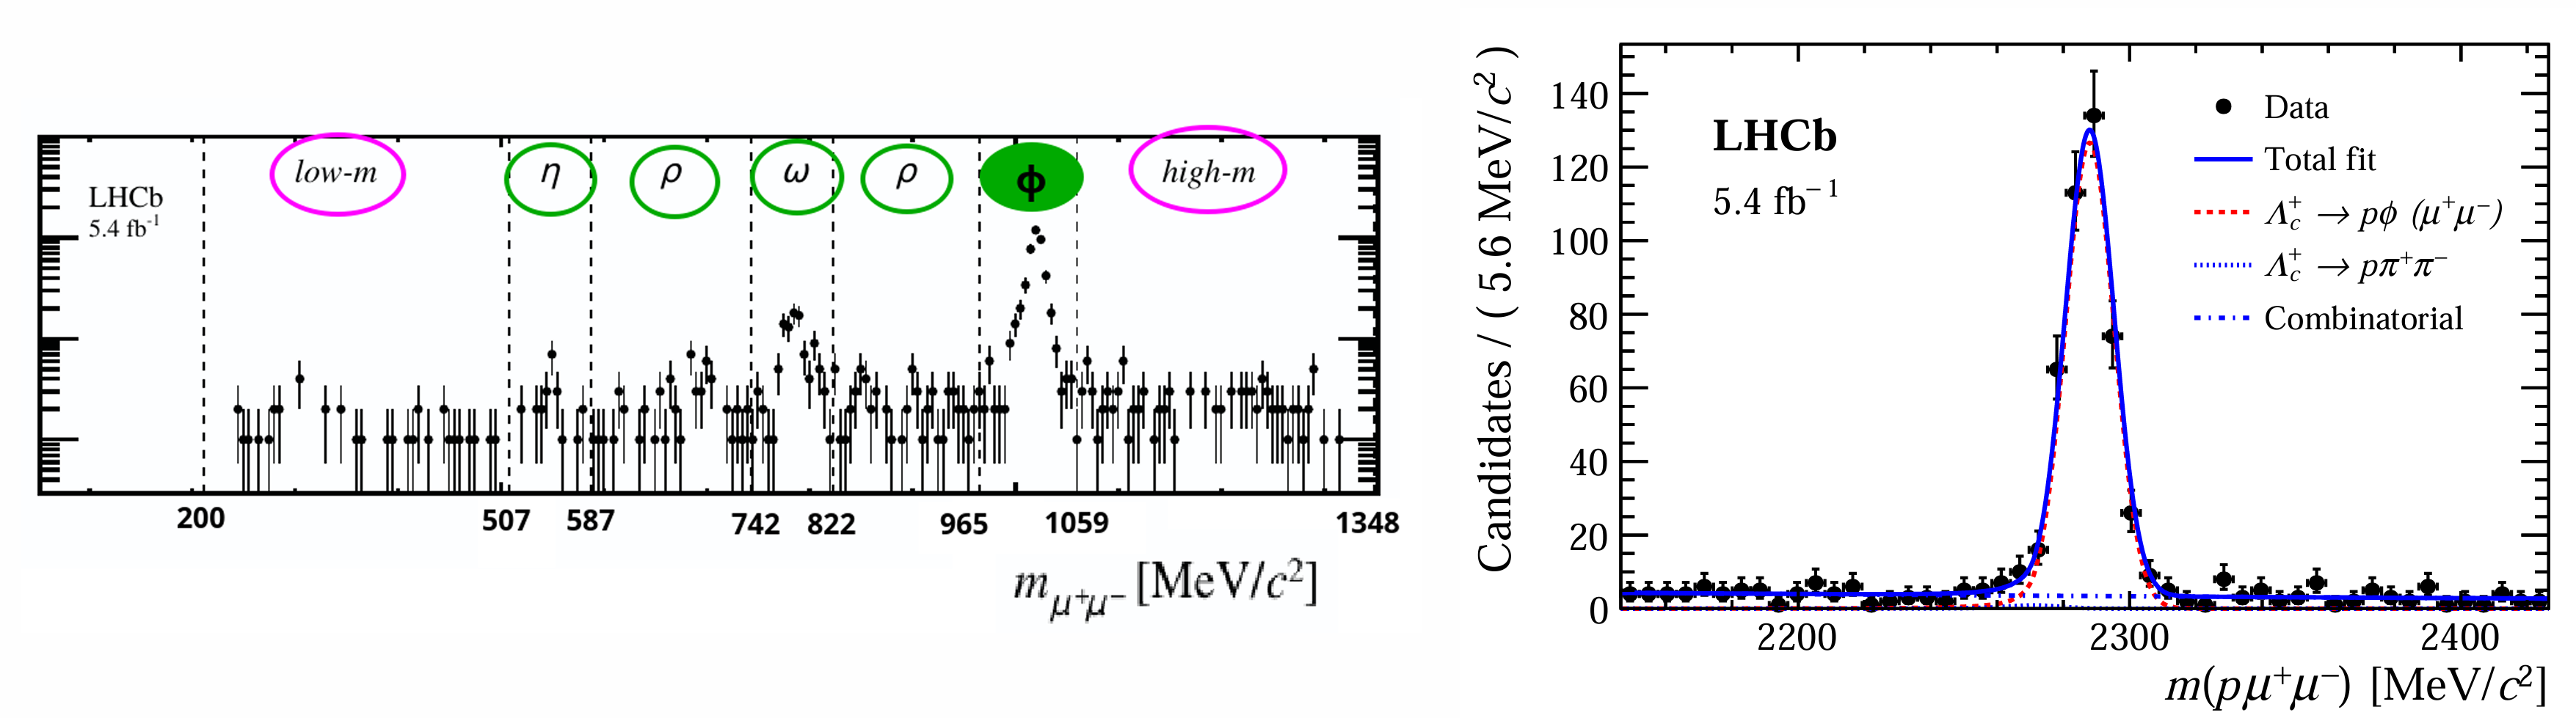 low-m η ρ ω ρ ϕ high-m
LHCb
5.4 fb⁻¹
200 507 587 742 822 965 1059 1348
m_μ⁺μ⁻ [MeV/c²]
Candidates / ( 5.6 MeV/c² )
140
120
100
80
60
40
20
0
LHCb
5.4 fb⁻¹
Data
Total fit
Λ_c⁺ → pϕ (μ⁺μ⁻)
Λ_c⁺ → pπ⁺π⁻
Combinatorial
2200 2300 2400
m(pμ⁺μ⁻) [MeV/c²]